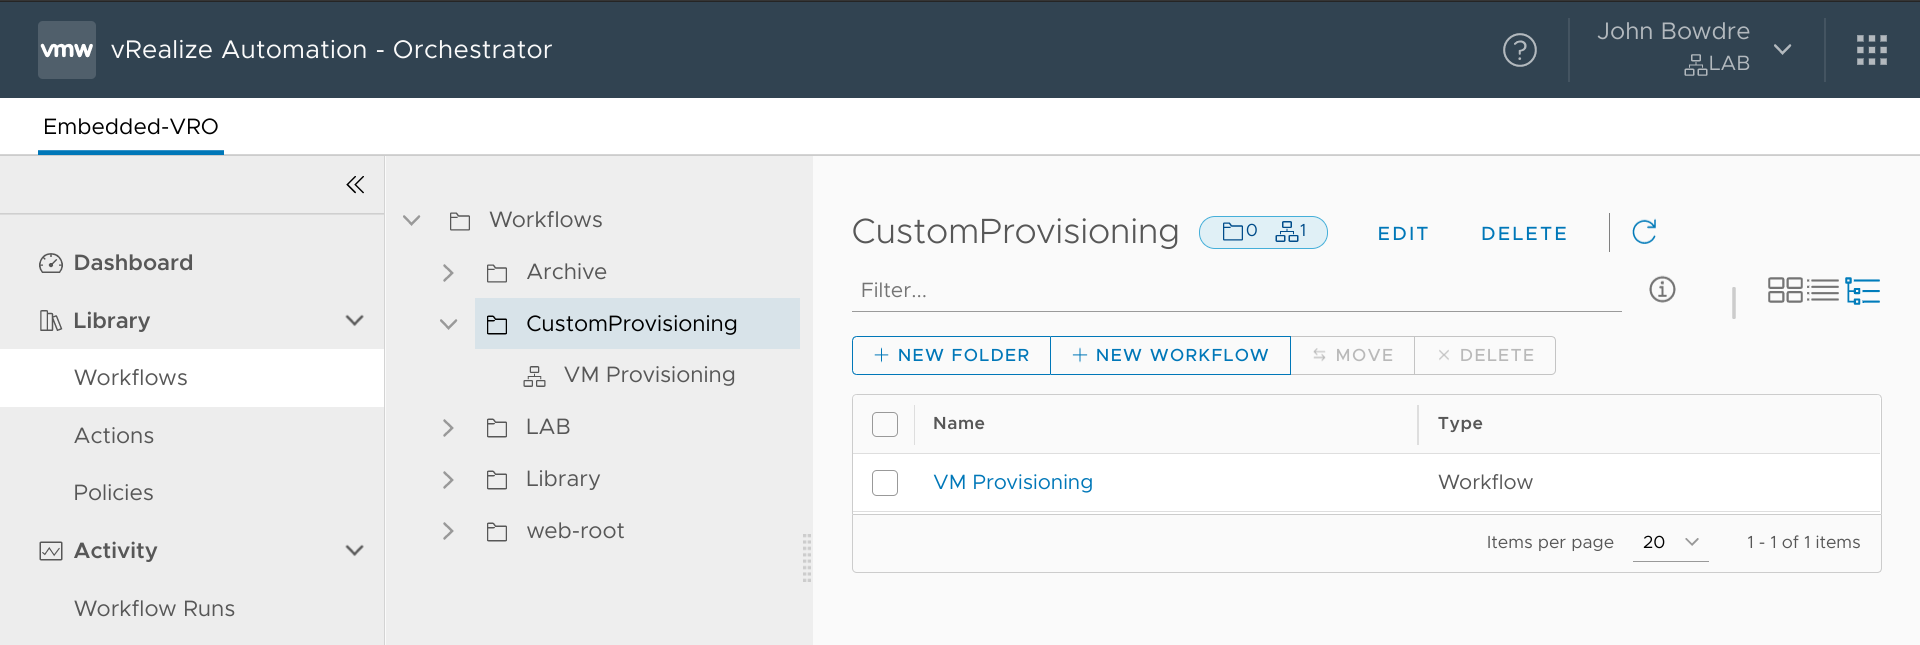 vmw vRealize Automation - Orchestrator
John Bowdre
LAB
Embedded-VRO
Dashboard
Library
Workflows
Actions
Policies
Activity
Workflow Runs
Workflows
Archive
CustomProvisioning
VM Provisioning
LAB
Library
web-root
CustomProvisioning 0 1 EDIT DELETE
Filter...
+ NEW FOLDER + NEW WORKFLOW MOVE × DELETE
Name Type
VM Provisioning Workflow
Items per page 20 1 - 1 of 1 items